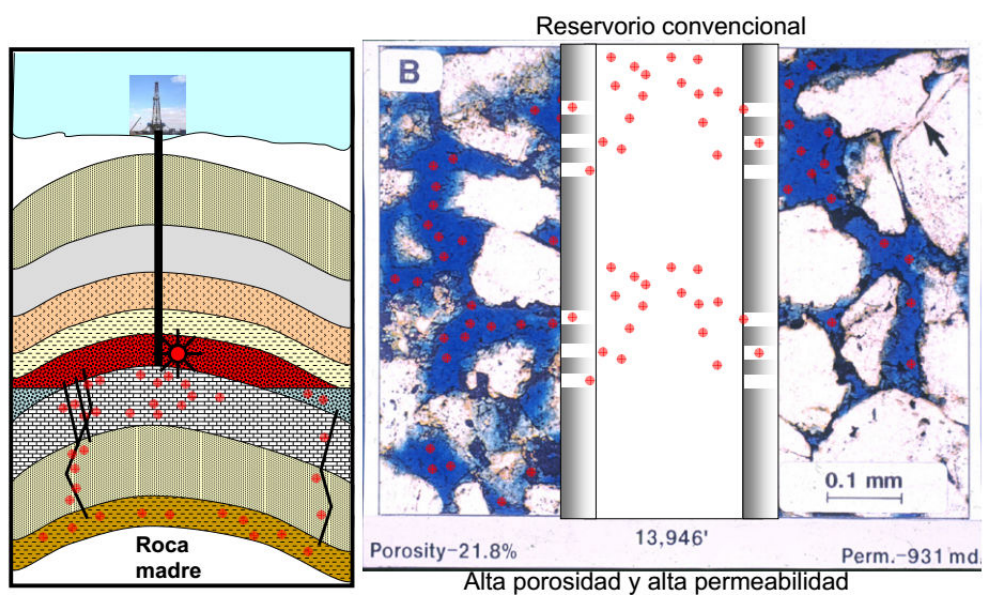 Reservorio convencional
B
0.1 mm
Roca
madre
Porosity-21.8%
13,946'
Perm.-931 md.
Alta porosidad y alta permeabilidad